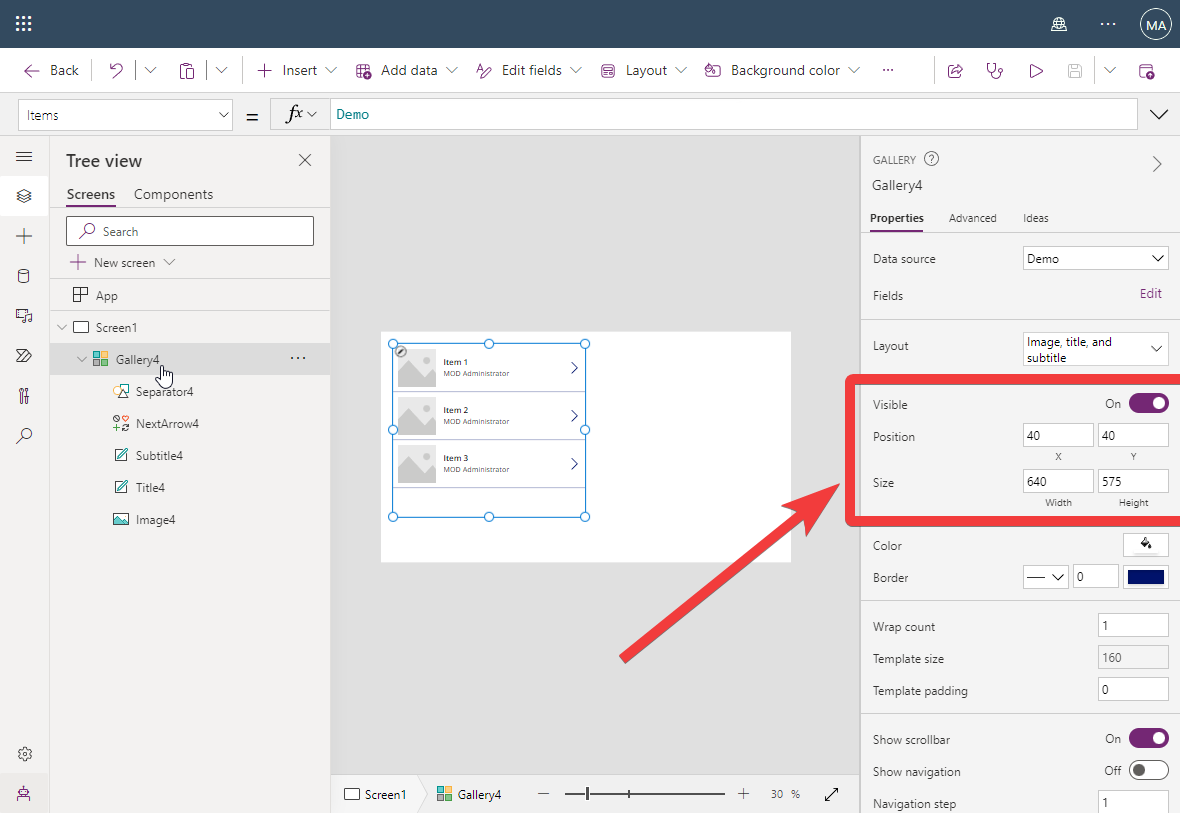 MA
Back
Insert
Add data
Edit fields
Layout
Background color
Items
=
fx
Demo
Tree view
Screens
Components
Search
New screen
App
Screen1
Gallery4
Separator4
NextArrow4
Subtitle4
Title4
Image4
Item 1
MOD Administrator
Item 2
MOD Administrator
Item 3
MOD Administrator
Screen1
Gallery4
30 %
GALLERY
Gallery4
Properties
Advanced
Ideas
Data source
Demo
Fields
Edit
Layout
Image, title, and
subtitle
Visible
On
Position
40
40
X
Y
Size
640
575
Width
Height
Color
Border
0
Wrap count
1
Template size
160
Template padding
0
Show scrollbar
On
Show navigation
Off
Navigation step
1